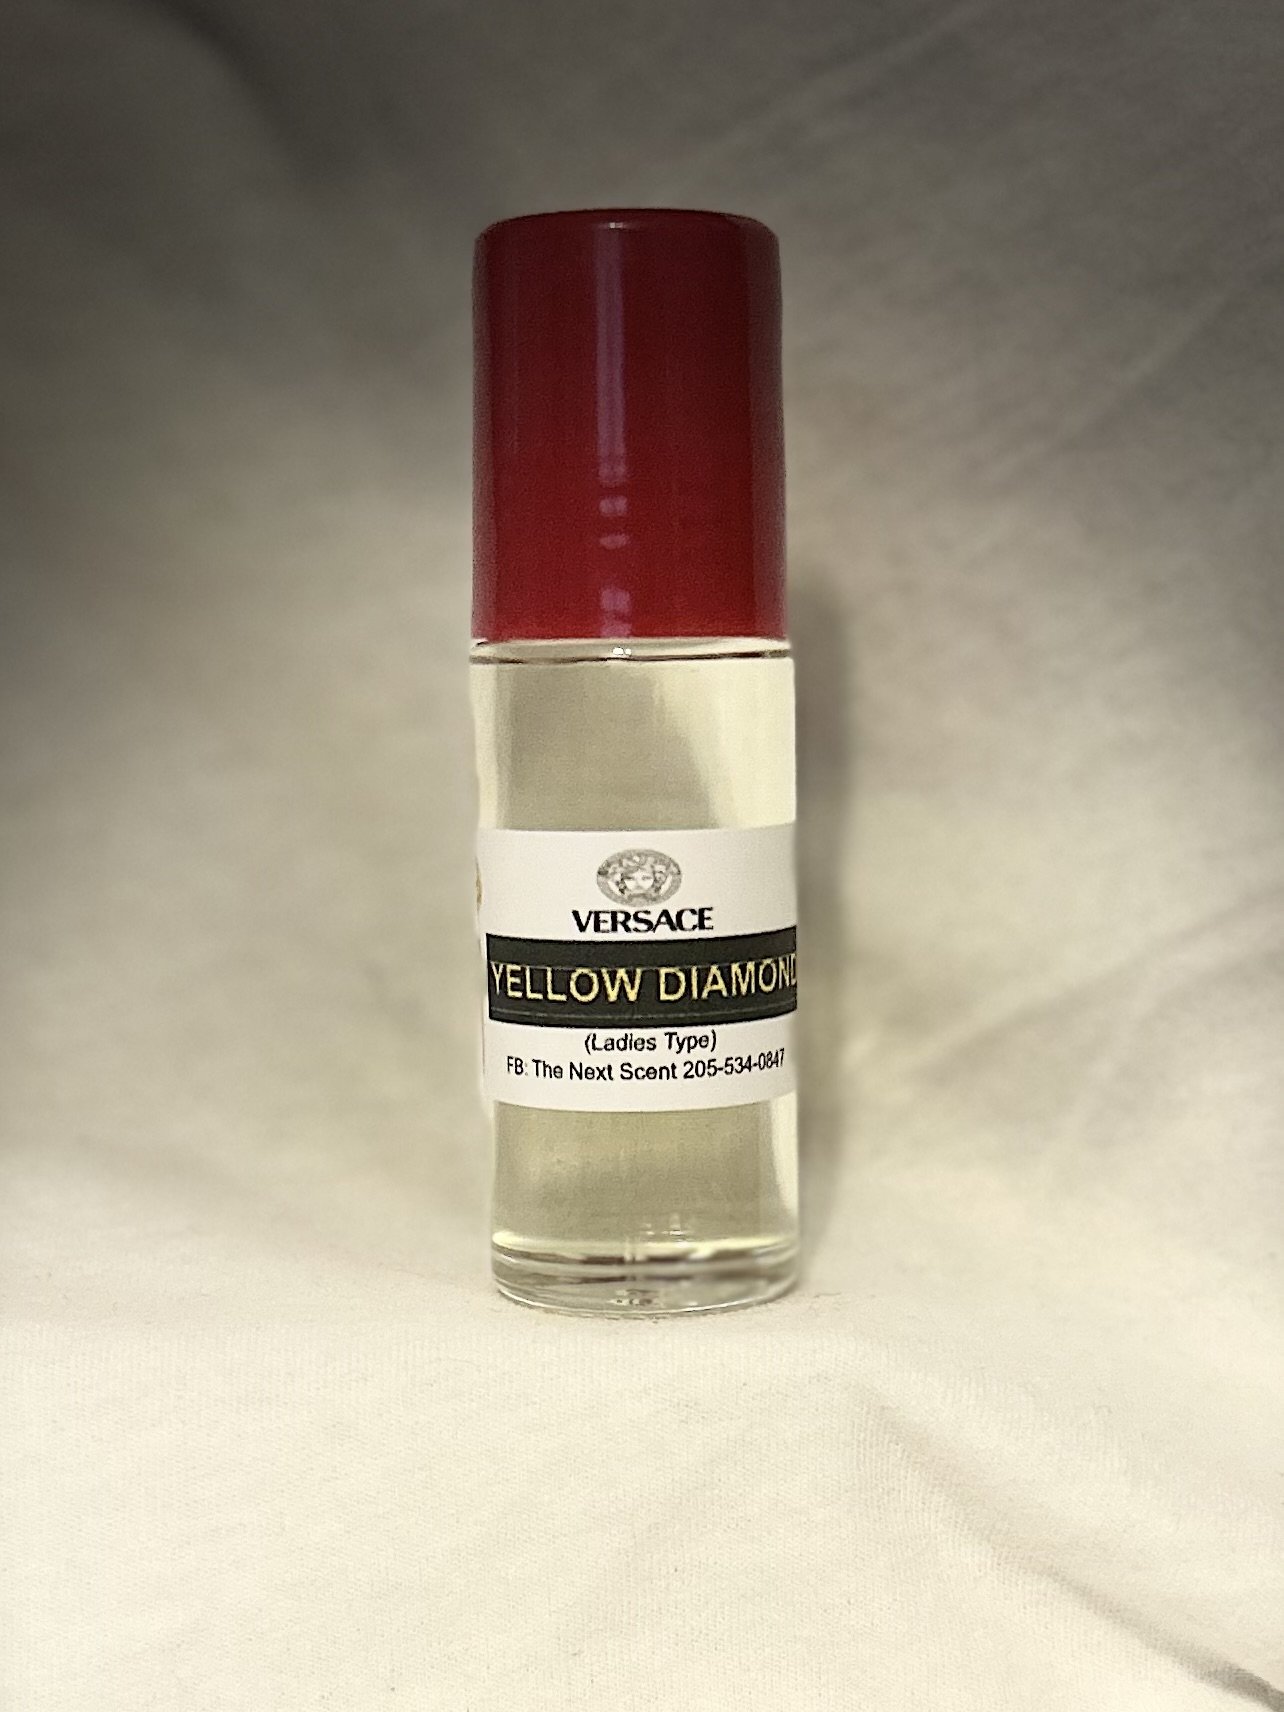 VERSACE
YELLOW DIAMOND
(Ladies Type)
FB: The Next Scent 205-534-0847